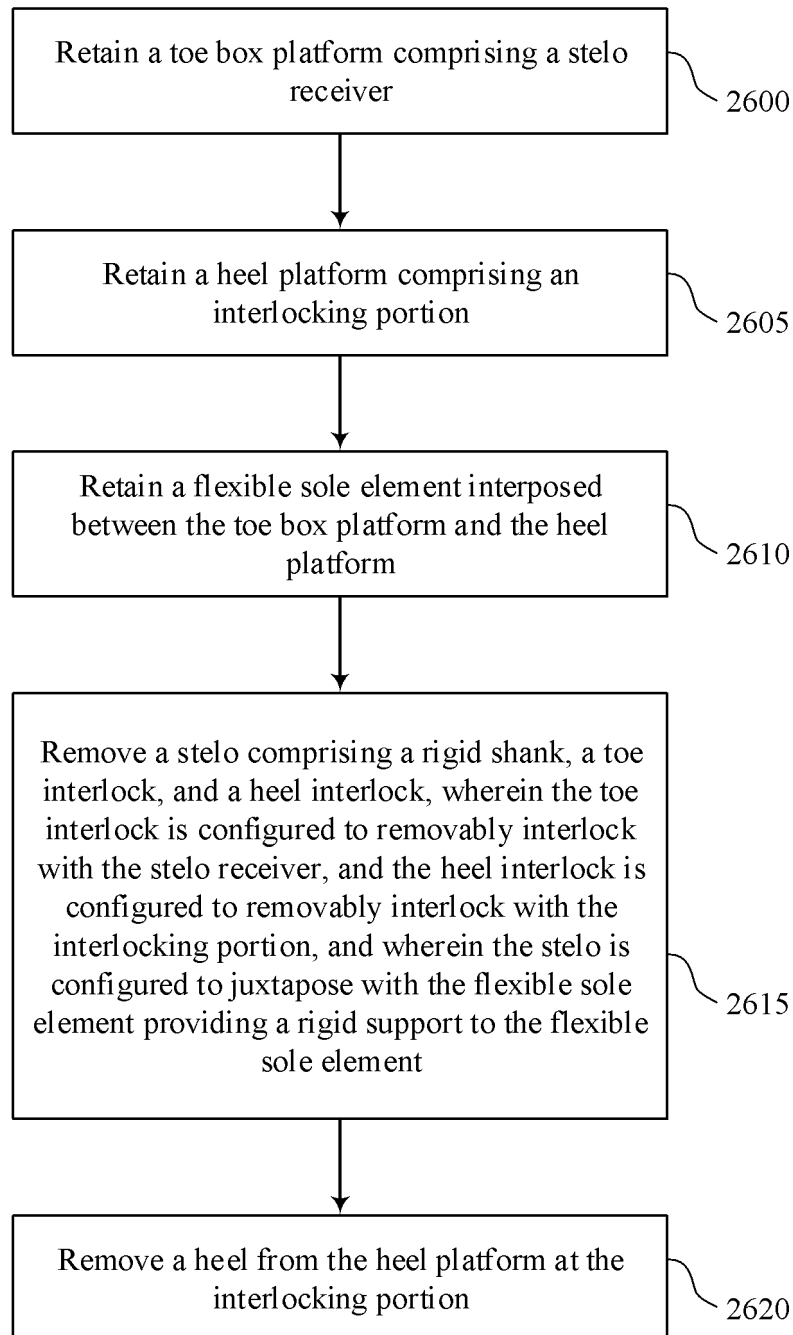 Retain a toe box platform comprising a stelo
receiver
2600
Retain a heel platform comprising an
interlocking portion
2605
Retain a flexible sole element interposed
between the toe box platform and the heel
platform
2610
Remove a stelo comprising a rigid shank, a toe
interlock, and a heel interlock, wherein the toe
interlock is configured to removably interlock
with the stelo receiver, and the heel interlock is
configured to removably interlock with the
interlocking portion, and wherein the stelo is
configured to juxtapose with the flexible sole
element providing a rigid support to the flexible
sole element
2615
Remove a heel from the heel platform at the
interlocking portion
2620